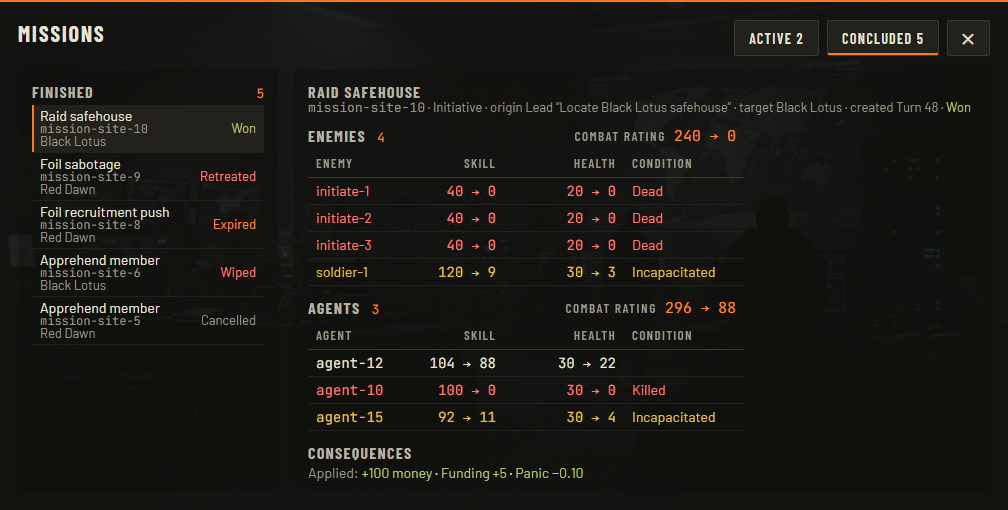 MISSIONS
ACTIVE 2
CONCLUDED 5
✕
FINISHED 5
Raid safehouse
mission-site-10 Won
Black Lotus
Foil sabotage
mission-site-9 Retreated
Red Dawn
Foil recruitment push
mission-site-8 Expired
Red Dawn
Apprehend member
mission-site-6 Wiped
Black Lotus
Apprehend member
mission-site-5 Cancelled
Red Dawn
RAID SAFEHOUSE
mission-site-10 · Initiative · origin Lead “Locate Black Lotus safehouse” · target Black Lotus · created Turn 48 · Won
ENEMIES 4 COMBAT RATING 240 → 0
ENEMY SKILL HEALTH CONDITION
initiate-1 40 → 0 20 → 0 Dead
initiate-2 40 → 0 20 → 0 Dead
initiate-3 40 → 0 20 → 0 Dead
soldier-1 120 → 9 30 → 3 Incapacitated
AGENTS 3 COMBAT RATING 296 → 88
AGENT SKILL HEALTH CONDITION
agent-12 104 → 88 30 → 22
agent-10 100 → 0 30 → 0 Killed
agent-15 92 → 11 30 → 4 Incapacitated
CONSEQUENCES
Applied: +100 money · Funding +5 · Panic −0.10